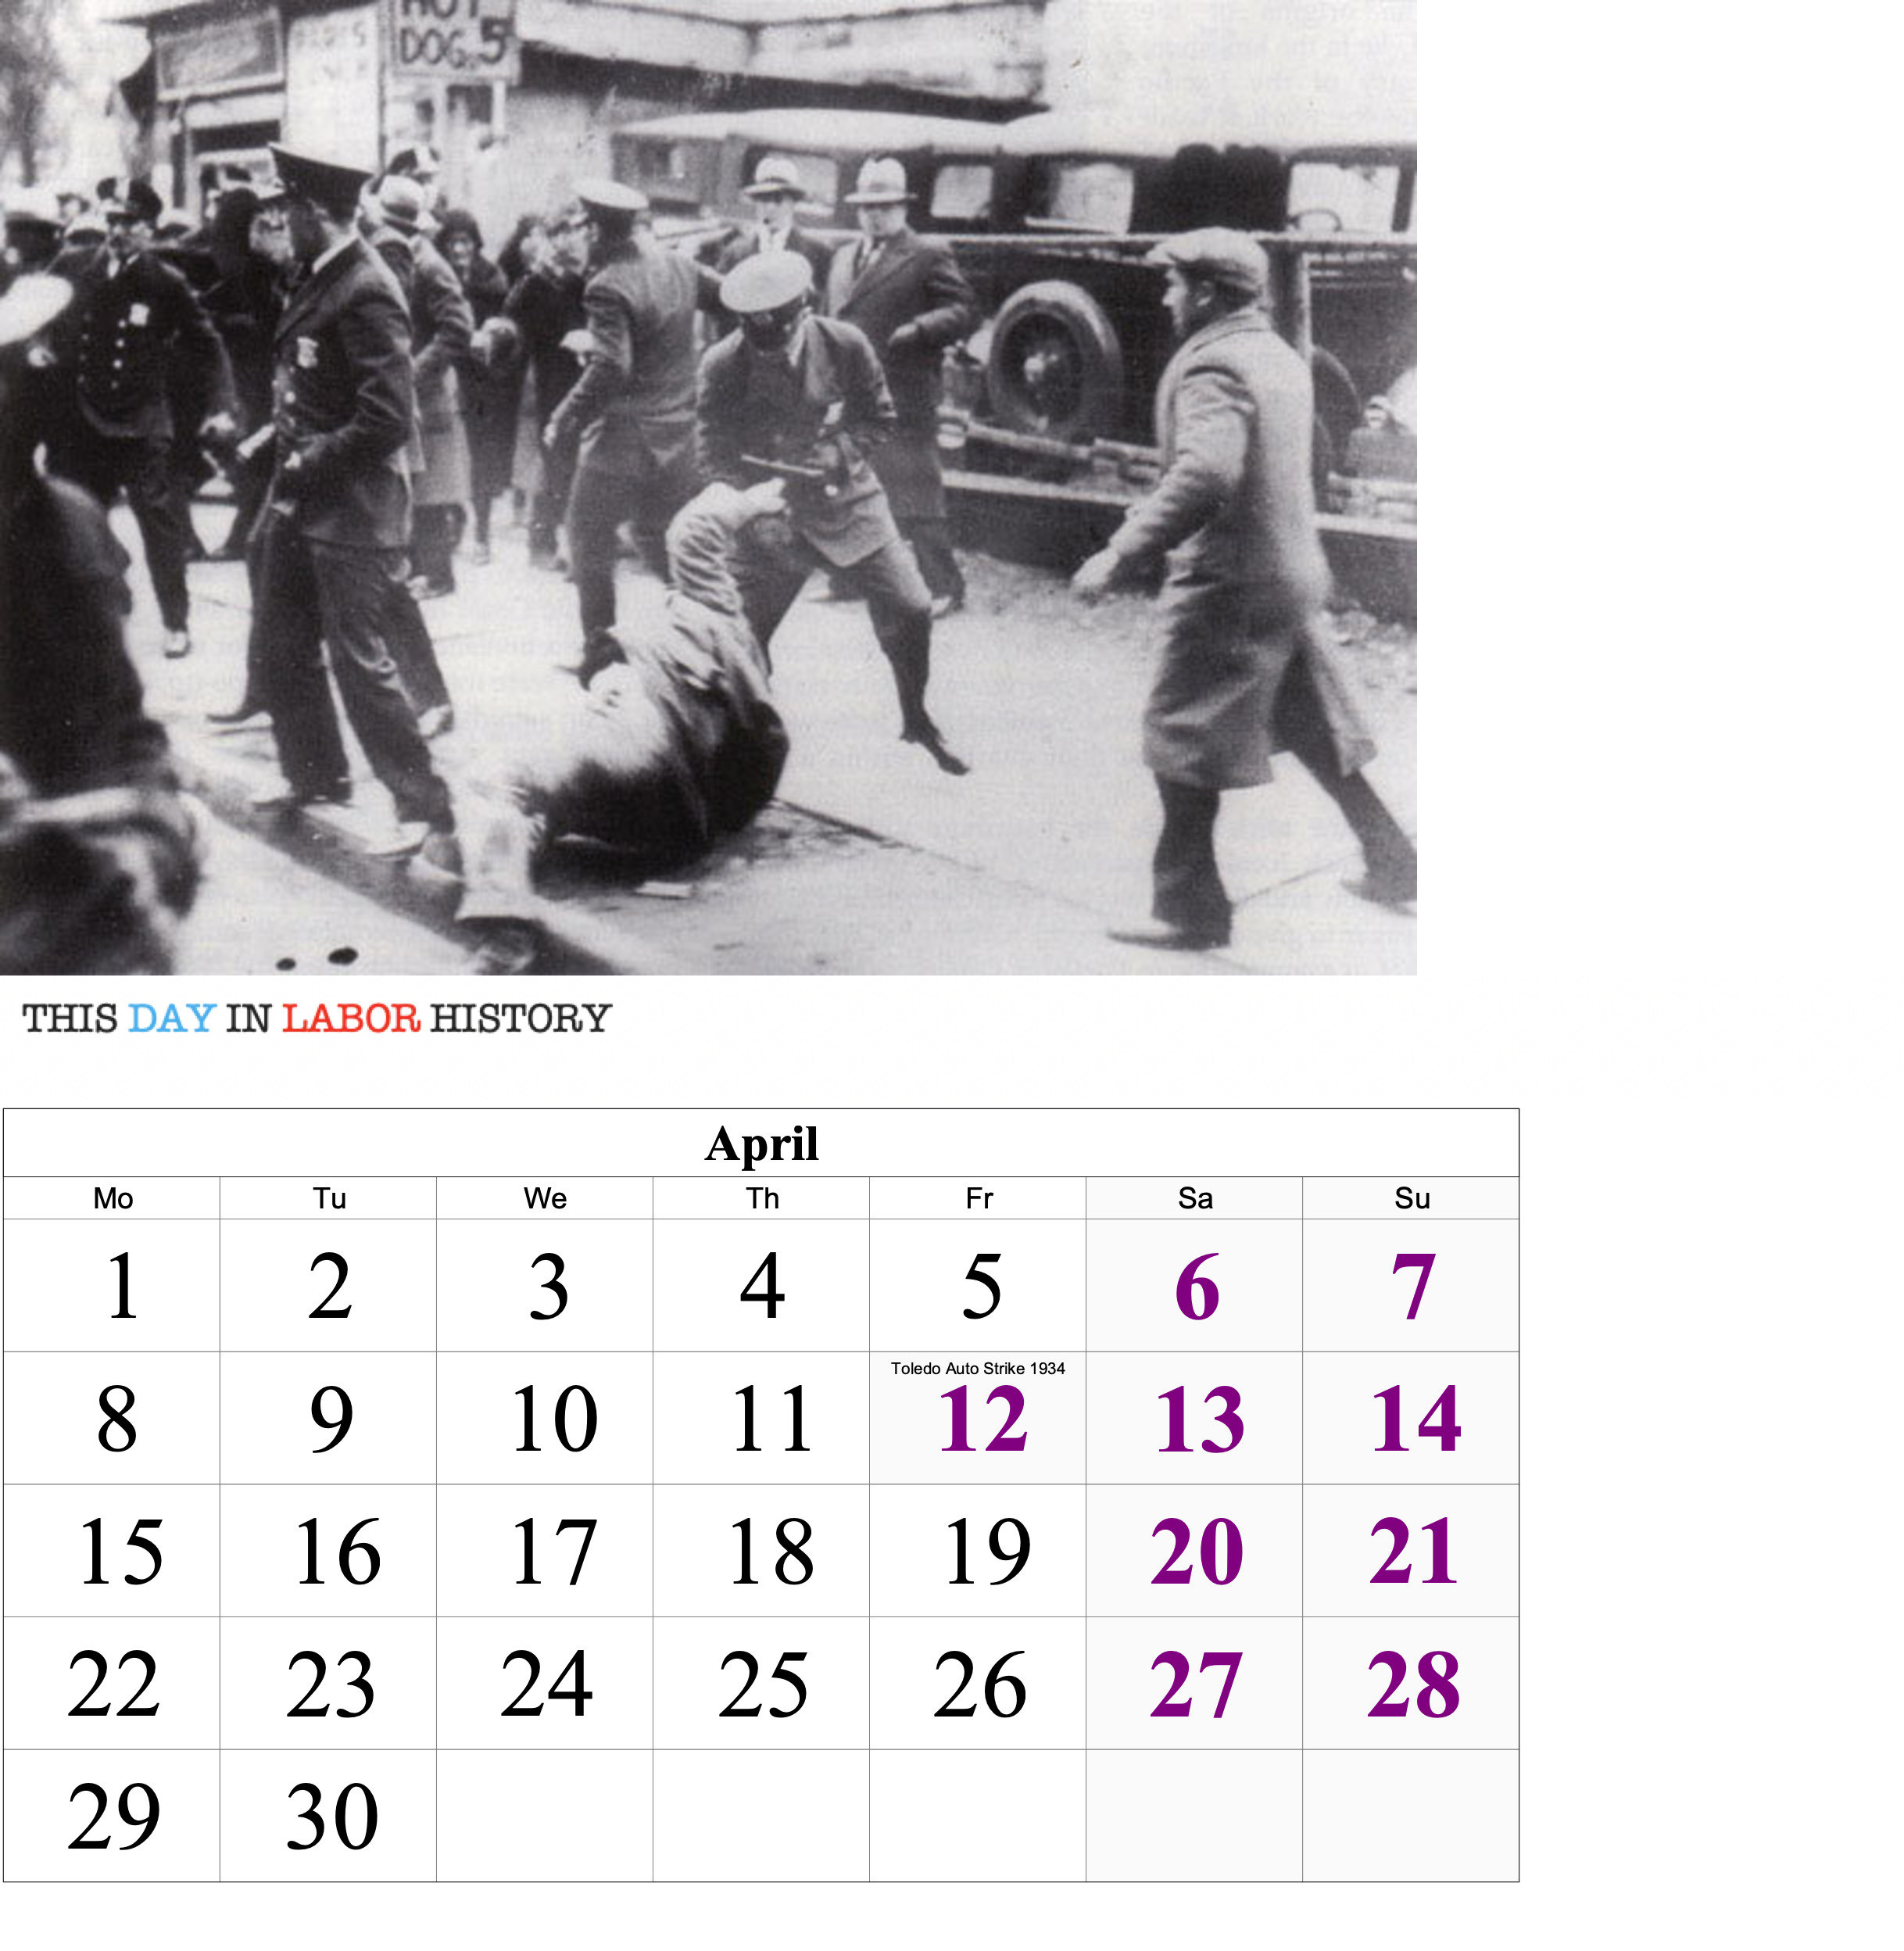 HOT
DOG.5
THIS DAY IN LABOR HISTORY
April
Mo Tu We Th Fr Sa Su
1 2 3 4 5 6 7
Toledo Auto Strike 1934
8 9 10 11 12 13 14
15 16 17 18 19 20 21
22 23 24 25 26 27 28
29 30